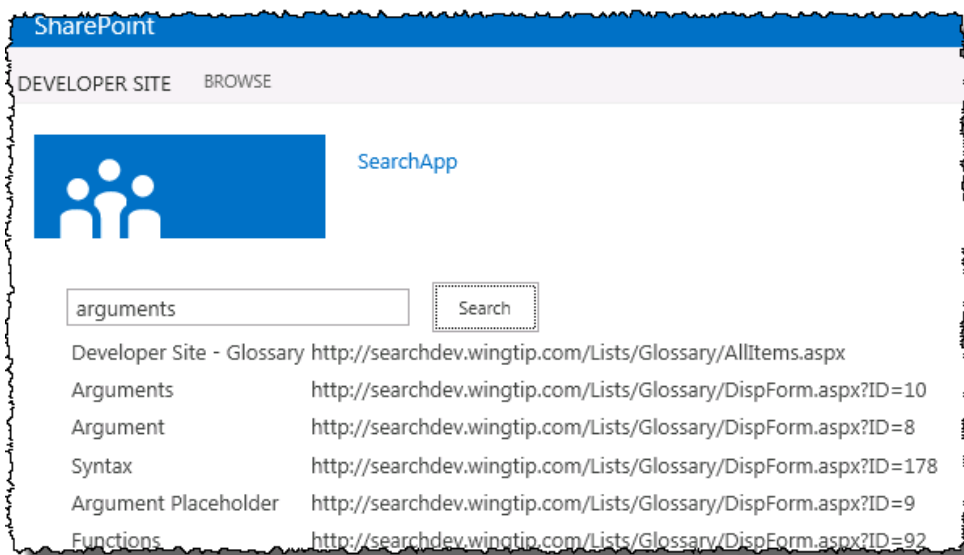 SharePoint
DEVELOPER SITE BROWSE
SearchApp
arguments Search
Developer Site - Glossary http://searchdev.wingtip.com/Lists/Glossary/AllItems.aspx
Arguments http://searchdev.wingtip.com/Lists/Glossary/DispForm.aspx?ID=10
Argument http://searchdev.wingtip.com/Lists/Glossary/DispForm.aspx?ID=8
Syntax http://searchdev.wingtip.com/Lists/Glossary/DispForm.aspx?ID=178
Argument Placeholder http://searchdev.wingtip.com/Lists/Glossary/DispForm.aspx?ID=9
Functions http://searchdev.wingtip.com/Lists/Glossary/DispForm.aspx?ID=92